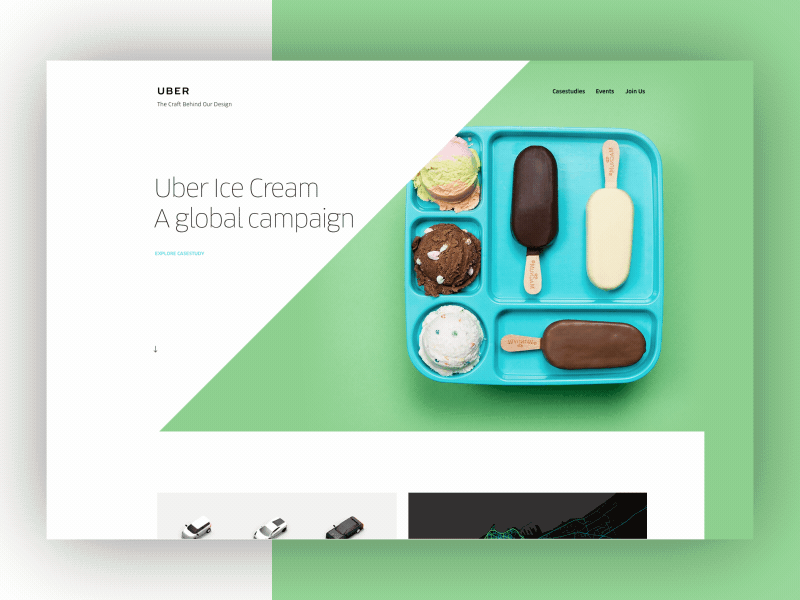 UBER
The Craft Behind Our Design
Casestudies Events Join Us
Uber Ice Cream
A global campaign
EXPLORE CASESTUDY